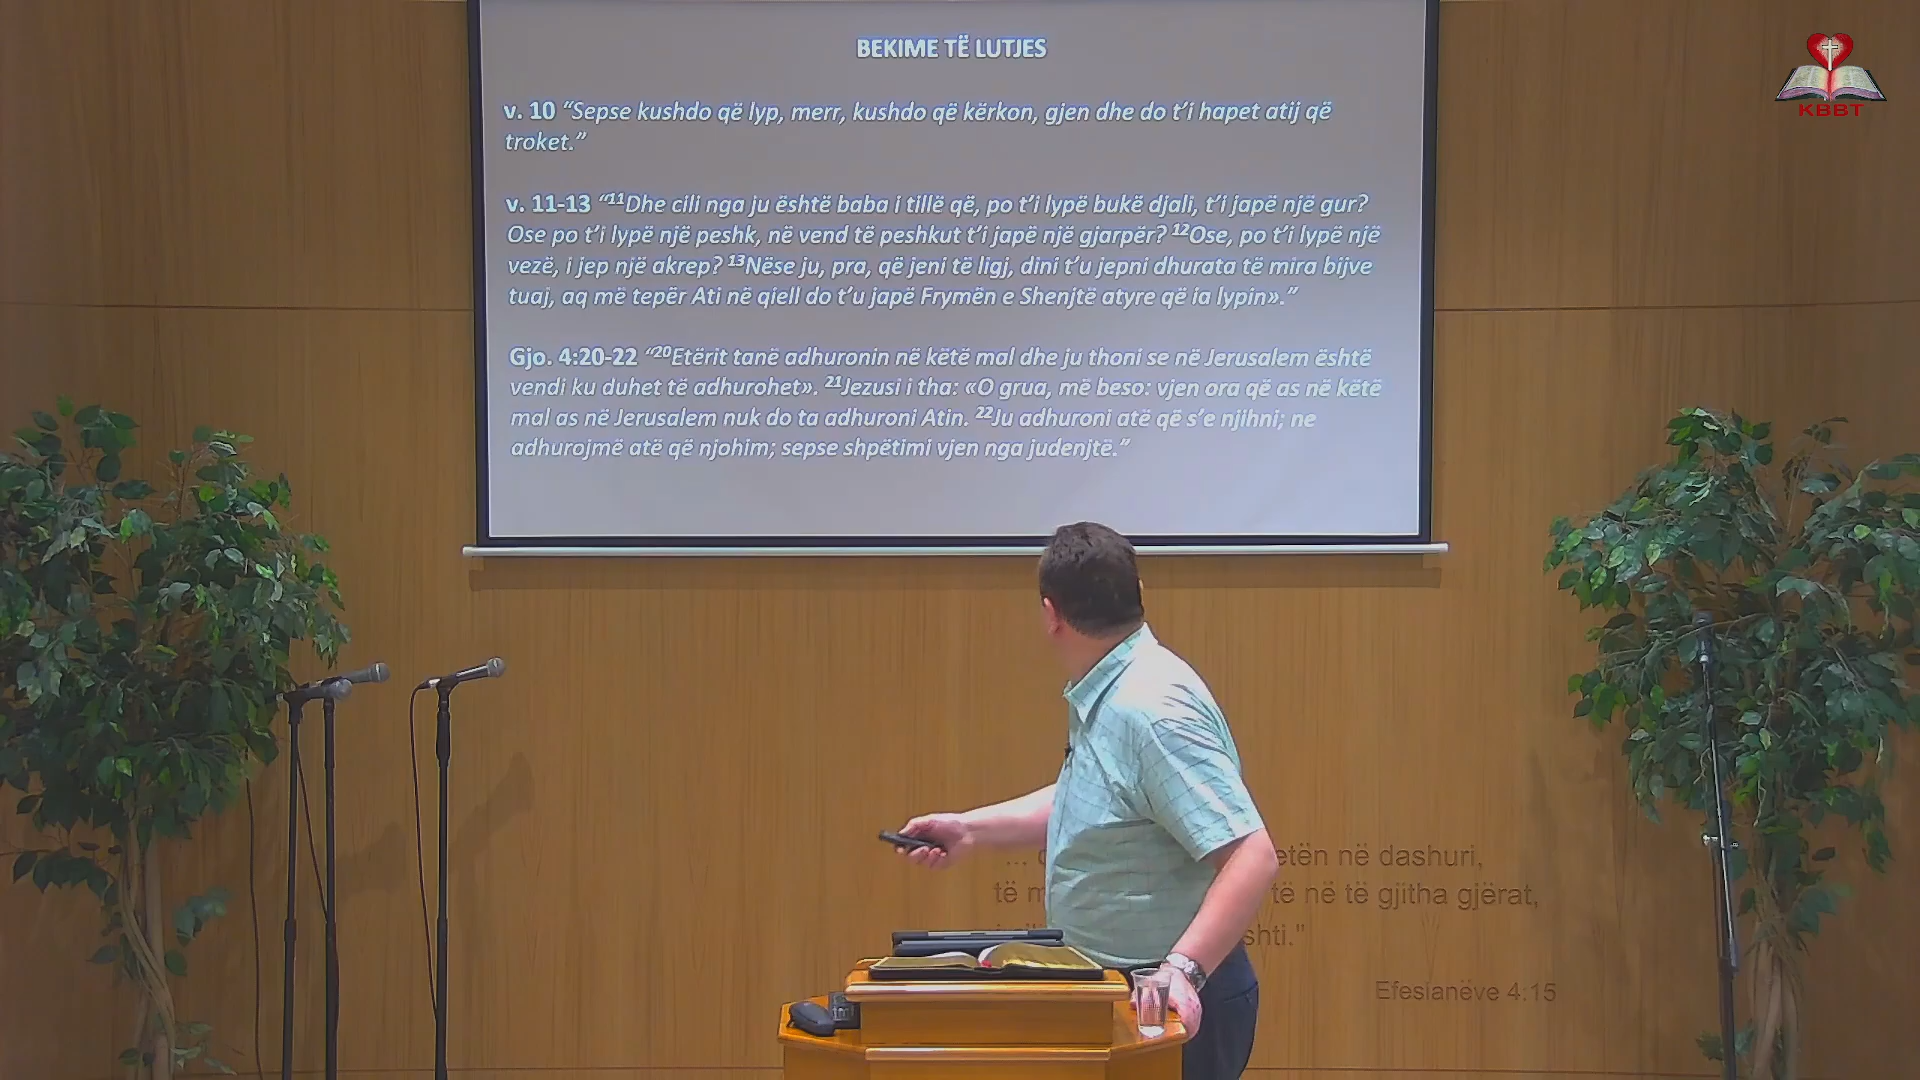 BEKIME TË LUTJES
v. 10 “Sepse kushdo që lyp, merr, kushdo që kërkon, gjen dhe do t’i hapet atij që
troket.”
v. 11-13 “¹¹Dhe cili nga ju është baba i tillë që, po t’i lypë bukë djali, t’i japë një gur?
Ose po t’i lypë një peshk, në vend të peshkut t’i japë një gjarpër? ¹²Ose, po t’i lypë një
vezë, i jep një akrep? ¹³Nëse ju, pra, që jeni të ligj, dini t’u jepni dhurata të mira bijve
tuaj, aq më tepër Ati në qiell do t’u japë Frymën e Shenjtë atyre që ia lypin».”
Gjo. 4:20-22 “²⁰Etërit tanë adhuronin në këtë mal dhe ju thoni se në Jerusalem është
vendi ku duhet të adhurohet». ²¹Jezusi i tha: «O grua, më beso: vjen ora që as në këtë
mal as në Jerusalem nuk do ta adhuroni Atin. ²²Ju adhuroni atë që s’e njihni; ne
adhurojmë atë që njohim; sepse shpëtimi vjen nga judenjtë.”
KBBT
... në dashuri,
të në të gjitha gjërat,
Efesianëve 4:15